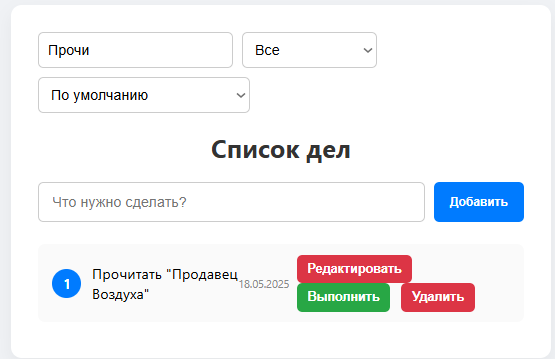 Прочи
Все
По умолчанию
Список дел
Что нужно сделать?
Добавить
1
Прочитать "Продавец
Воздуха"
18.05.2025
Редактировать
Выполнить
Удалить